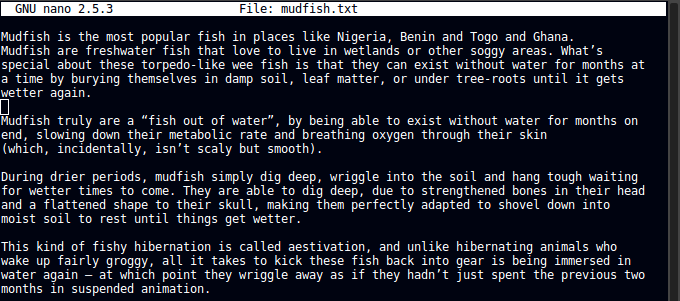 GNU nano 2.5.3 File: mudfish.txt
Mudfish is the most popular fish in places like Nigeria, Benin and Togo and Ghana.
Mudfish are freshwater fish that love to live in wetlands or other soggy areas. What’s
special about these torpedo-like wee fish is that they can exist without water for months at
a time by burying themselves in damp soil, leaf matter, or under tree-roots until it gets
wetter again.
Mudfish truly are a “fish out of water”, by being able to exist without water for months on
end, slowing down their metabolic rate and breathing oxygen through their skin
(which, incidentally, isn’t scaly but smooth).
During drier periods, mudfish simply dig deep, wriggle into the soil and hang tough waiting
for wetter times to come. They are able to dig deep, due to strengthened bones in their head
and a flattened shape to their skull, making them perfectly adapted to shovel down into
moist soil to rest until things get wetter.
This kind of fishy hibernation is called aestivation, and unlike hibernating animals who
wake up fairly groggy, all it takes to kick these fish back into gear is being immersed in
water again – at which point they wriggle away as if they hadn’t just spent the previous two
months in suspended animation.